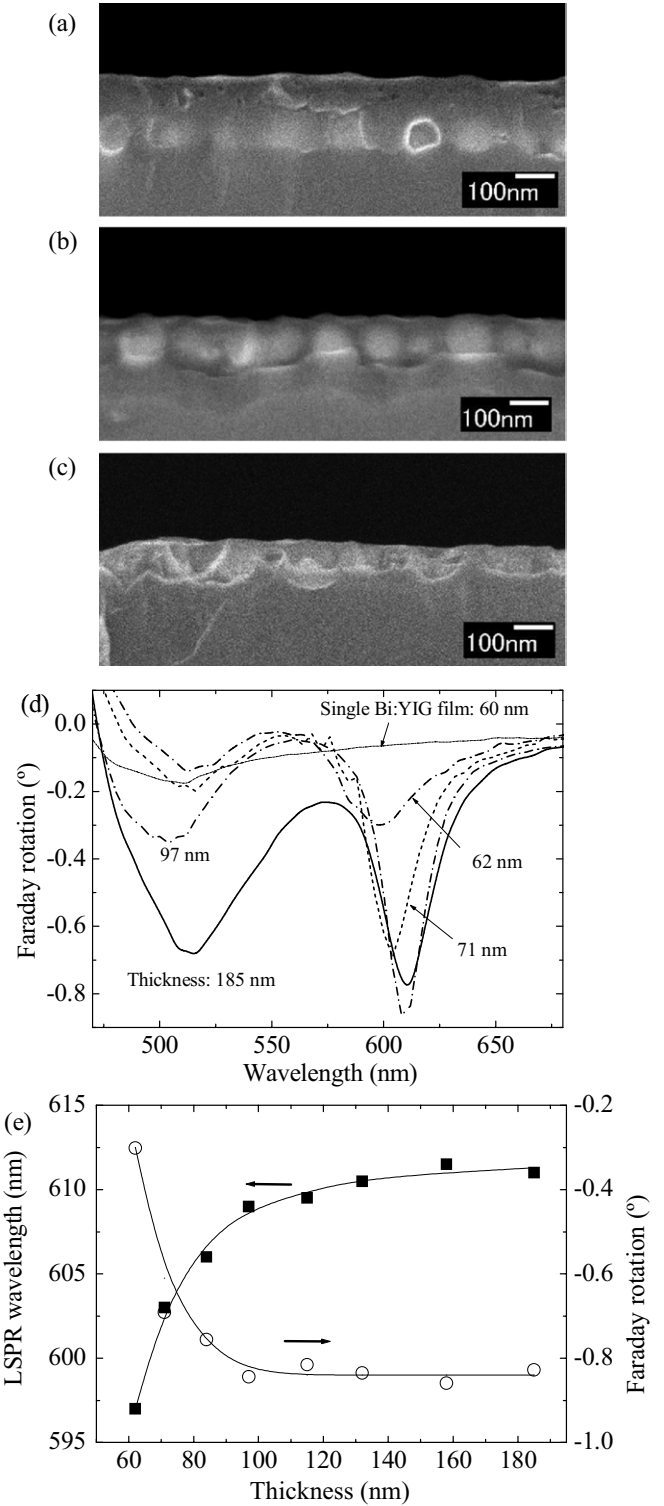 (a)
100nm
(b)
100nm
(c)
100nm
(d)
0.0
-0.2
-0.4
-0.6
-0.8
Faraday rotation (º)
Single Bi:YIG film: 60 nm
97 nm
62 nm
71 nm
Thickness: 185 nm
500
550
600
650
Wavelength (nm)
(e)
615
610
605
600
595
LSPR wavelength (nm)
-0.2
-0.4
-0.6
-0.8
-1.0
Faraday rotation (º)
60
80
100
120
140
160
180
Thickness (nm)